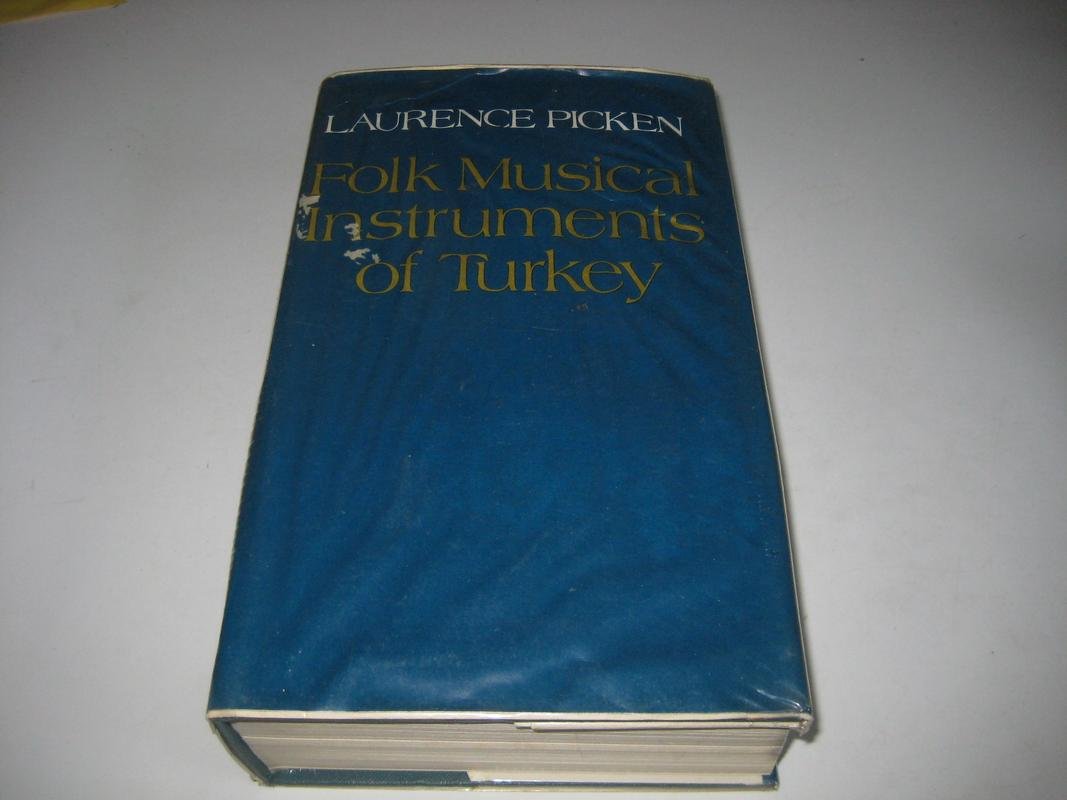 LAURENCE PICKEN
Folk Musical
Instruments
of Turkey